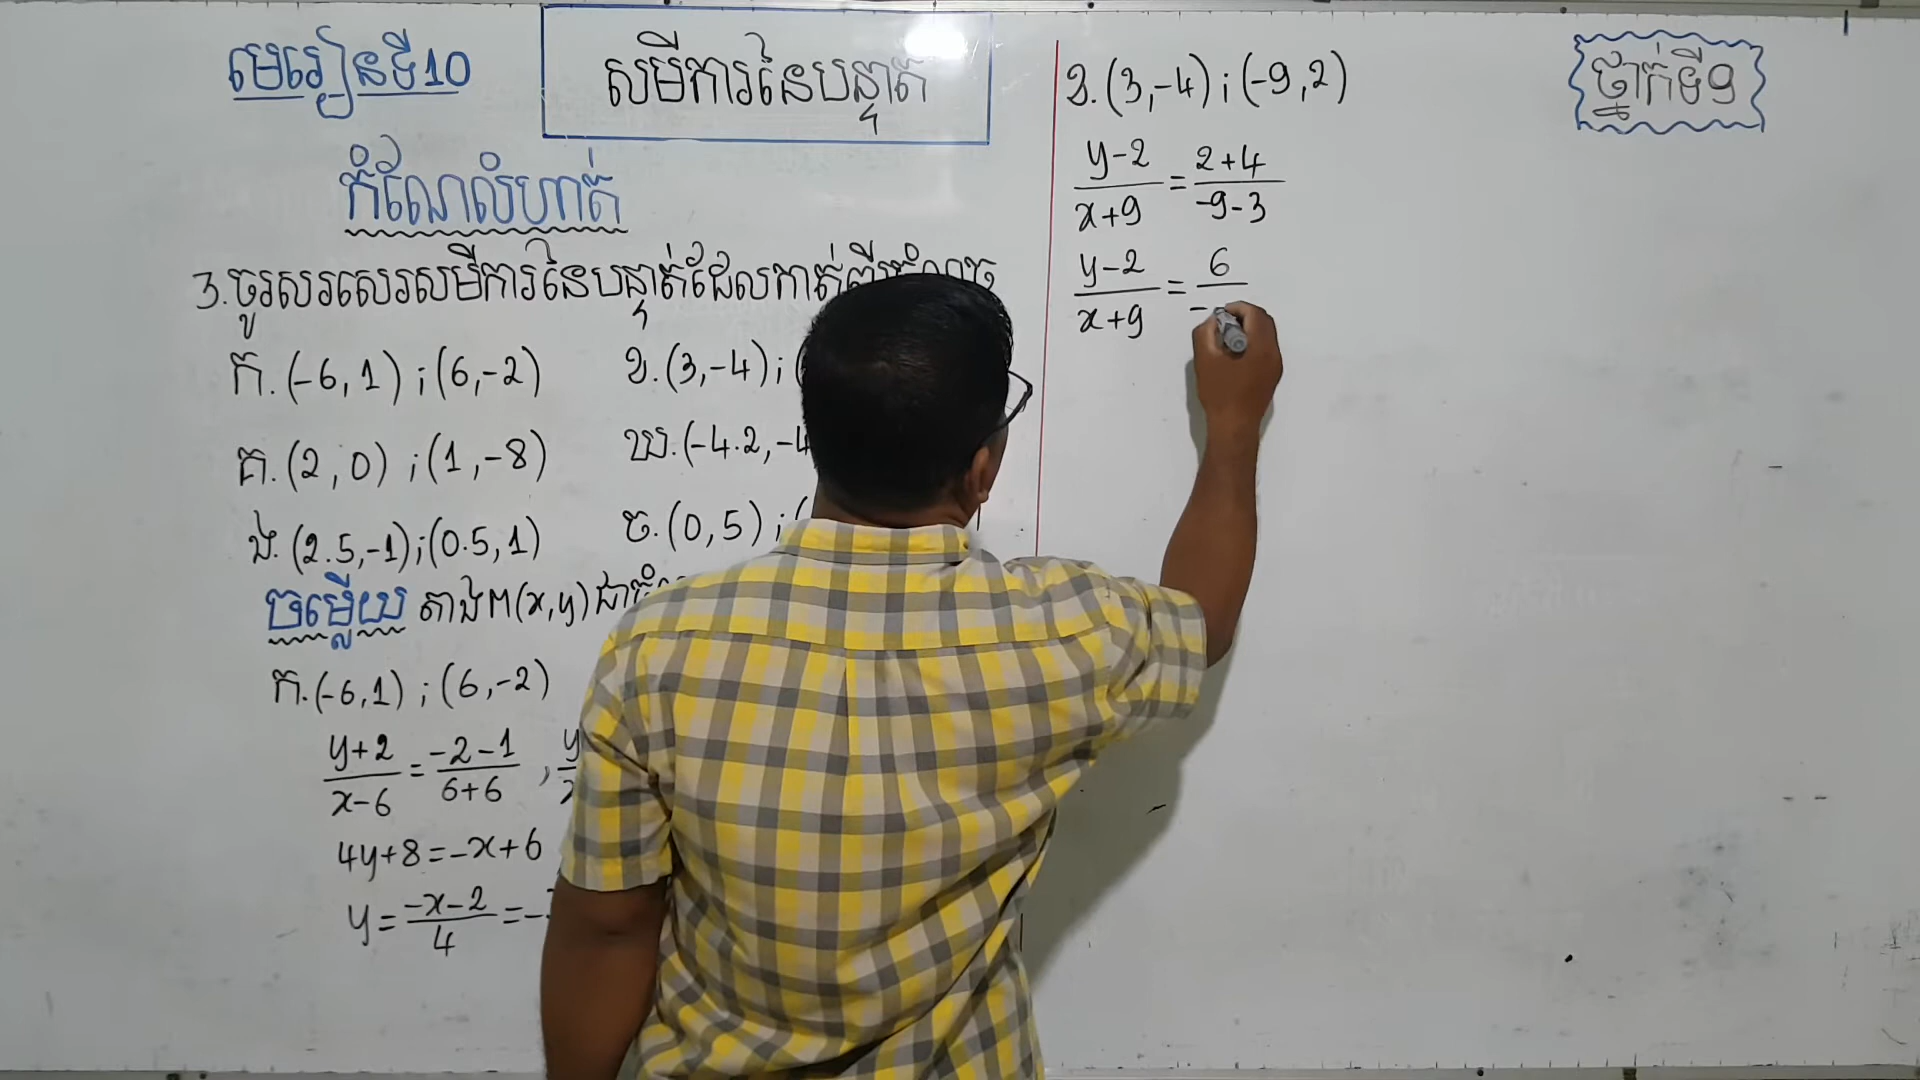 មេរៀនទី10
សមីការនៃបន្ទាត់
កំណែលំហាត់
3.ចូរសរសេរសមីការនៃបន្ទាត់ដែលកាត់
ក.(-6,1);(6,-2)
ខ.(3,-4);(
គ.(2,0);(1,-8)
ឃ.(-4.2,-4
ង.(2.5,-1);(0.5,1)
ច.(0,5);(
ចម្លើយ តាងM(x,y)ជា
ក.(-6,1);(6,-2)
y+2/x-6=-2-1/6+6 ,
4y+8=-x+6
y=-x-2/4=-
ខ.(3,-4);(-9,2)
y-2/x+9=2+4/-9-3
y-2/x+9=6/-
ថ្នាក់ទី9